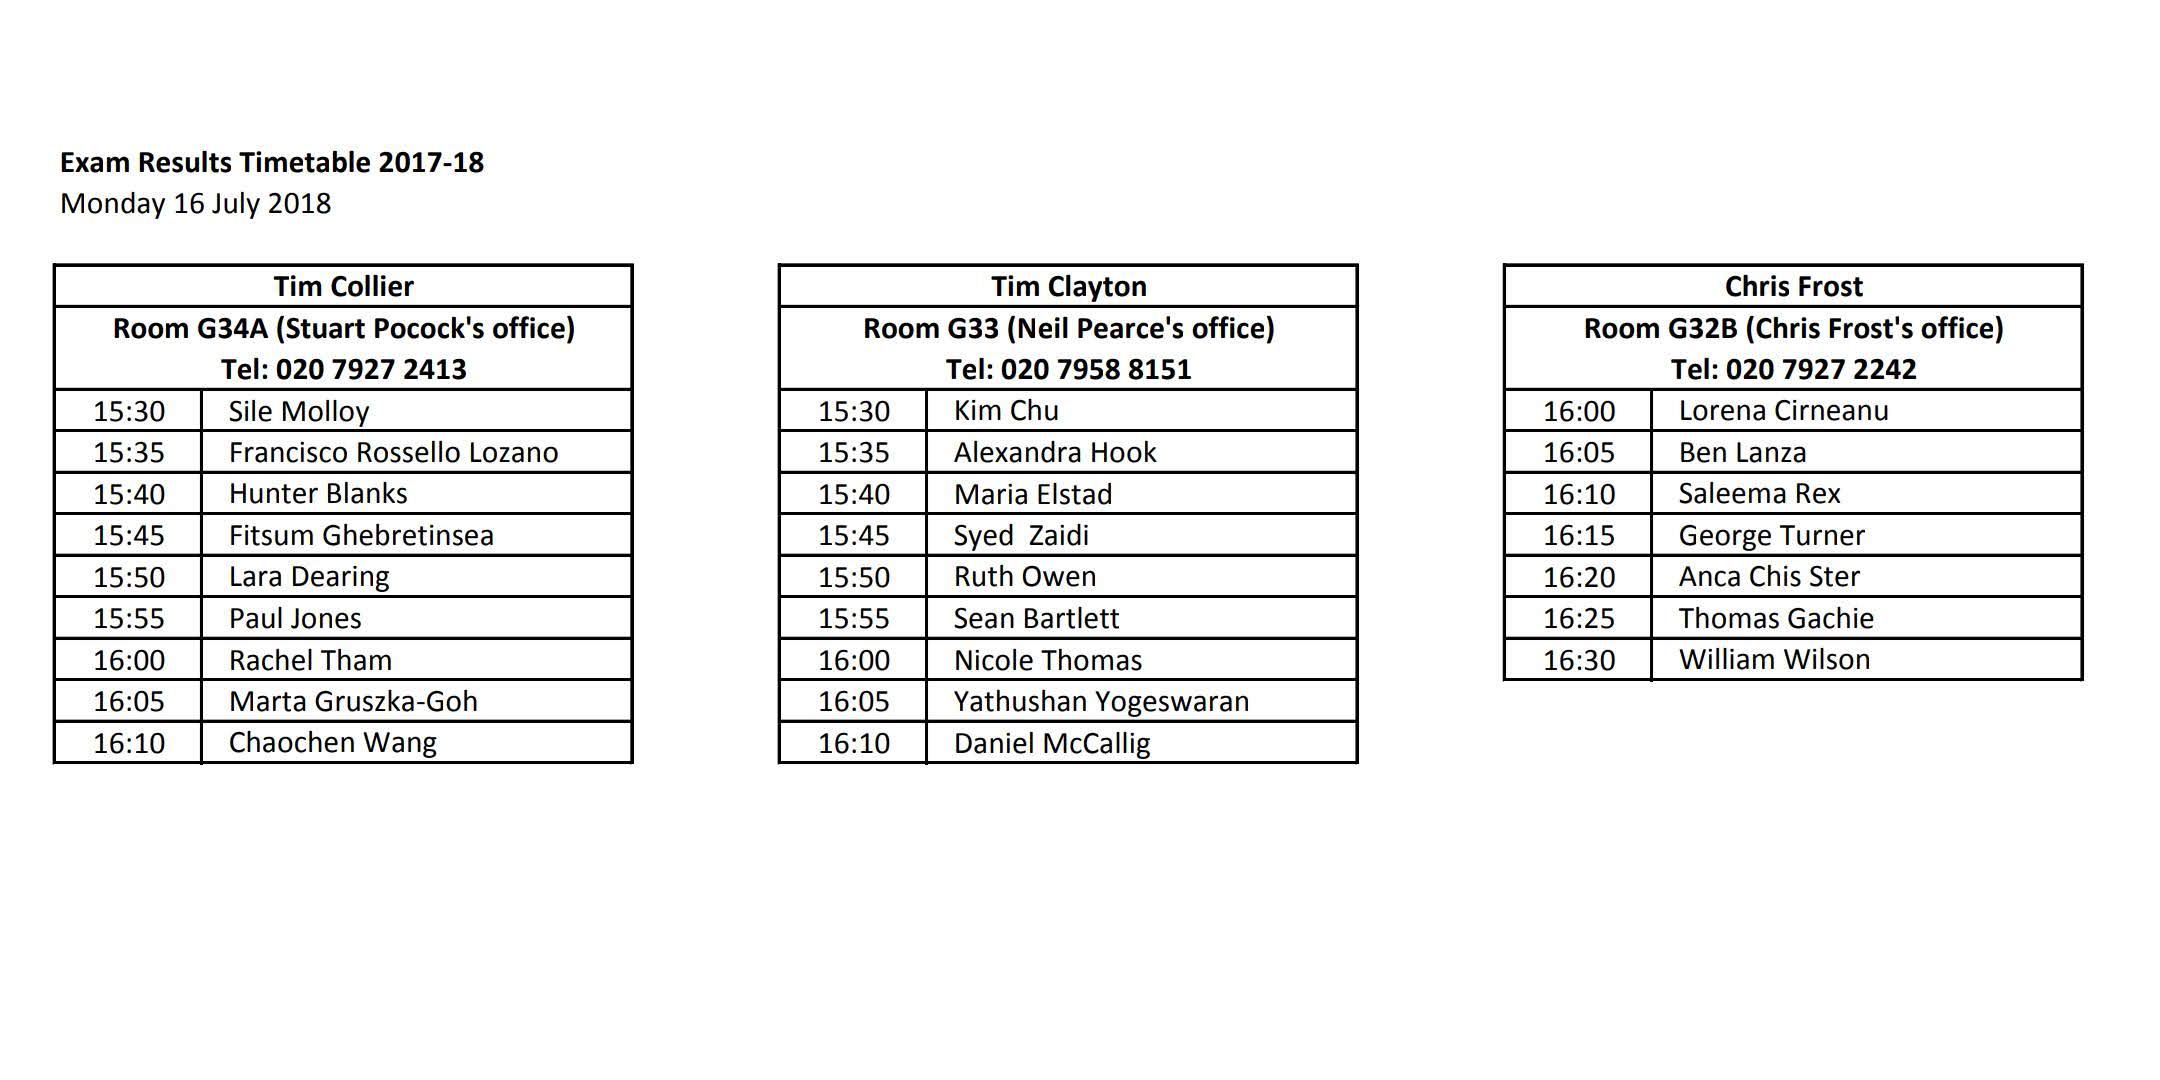 Exam Results Timetable 2017-18
Monday 16 July 2018
Tim Collier
Room G34A (Stuart Pocock's office)
Tel: 020 7927 2413
15:30 Sile Molloy
15:35 Francisco Rossello Lozano
15:40 Hunter Blanks
15:45 Fitsum Ghebretinsea
15:50 Lara Dearing
15:55 Paul Jones
16:00 Rachel Tham
16:05 Marta Gruszka-Goh
16:10 Chaochen Wang
Tim Clayton
Room G33 (Neil Pearce's office)
Tel: 020 7958 8151
15:30 Kim Chu
15:35 Alexandra Hook
15:40 Maria Elstad
15:45 Syed  Zaidi
15:50 Ruth Owen
15:55 Sean Bartlett
16:00 Nicole Thomas
16:05 Yathushan Yogeswaran
16:10 Daniel McCallig
Chris Frost
Room G32B (Chris Frost's office)
Tel: 020 7927 2242
16:00 Lorena Cirneanu
16:05 Ben Lanza
16:10 Saleema Rex
16:15 George Turner
16:20 Anca Chis Ster
16:25 Thomas Gachie
16:30 William Wilson